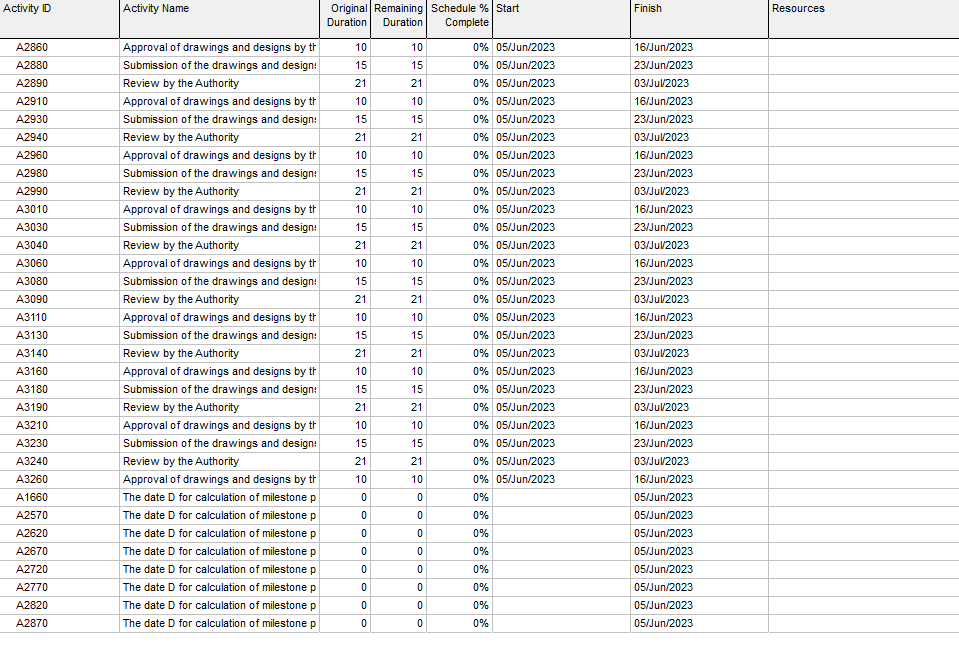 Activity ID Activity Name Original Duration Remaining Duration Schedule % Complete Start Finish Resources
A2860 Approval of drawings and designs by th 10 10 0% 05/Jun/2023 16/Jun/2023
A2880 Submission of the drawings and designs 15 15 0% 05/Jun/2023 23/Jun/2023
A2890 Review by the Authority 21 21 0% 05/Jun/2023 03/Jul/2023
A2910 Approval of drawings and designs by th 10 10 0% 05/Jun/2023 16/Jun/2023
A2930 Submission of the drawings and designs 15 15 0% 05/Jun/2023 23/Jun/2023
A2940 Review by the Authority 21 21 0% 05/Jun/2023 03/Jul/2023
A2960 Approval of drawings and designs by th 10 10 0% 05/Jun/2023 16/Jun/2023
A2980 Submission of the drawings and designs 15 15 0% 05/Jun/2023 23/Jun/2023
A2990 Review by the Authority 21 21 0% 05/Jun/2023 03/Jul/2023
A3010 Approval of drawings and designs by th 10 10 0% 05/Jun/2023 16/Jun/2023
A3030 Submission of the drawings and designs 15 15 0% 05/Jun/2023 23/Jun/2023
A3040 Review by the Authority 21 21 0% 05/Jun/2023 03/Jul/2023
A3060 Approval of drawings and designs by th 10 10 0% 05/Jun/2023 16/Jun/2023
A3080 Submission of the drawings and designs 15 15 0% 05/Jun/2023 23/Jun/2023
A3090 Review by the Authority 21 21 0% 05/Jun/2023 03/Jul/2023
A3110 Approval of drawings and designs by th 10 10 0% 05/Jun/2023 16/Jun/2023
A3130 Submission of the drawings and designs 15 15 0% 05/Jun/2023 23/Jun/2023
A3140 Review by the Authority 21 21 0% 05/Jun/2023 03/Jul/2023
A3160 Approval of drawings and designs by th 10 10 0% 05/Jun/2023 16/Jun/2023
A3180 Submission of the drawings and designs 15 15 0% 05/Jun/2023 23/Jun/2023
A3190 Review by the Authority 21 21 0% 05/Jun/2023 03/Jul/2023
A3210 Approval of drawings and designs by th 10 10 0% 05/Jun/2023 16/Jun/2023
A3230 Submission of the drawings and designs 15 15 0% 05/Jun/2023 23/Jun/2023
A3240 Review by the Authority 21 21 0% 05/Jun/2023 03/Jul/2023
A3260 Approval of drawings and designs by th 10 10 0% 05/Jun/2023 16/Jun/2023
A1660 The date D for calculation of milestone p 0 0 0% 05/Jun/2023
A2570 The date D for calculation of milestone p 0 0 0% 05/Jun/2023
A2620 The date D for calculation of milestone p 0 0 0% 05/Jun/2023
A2670 The date D for calculation of milestone p 0 0 0% 05/Jun/2023
A2720 The date D for calculation of milestone p 0 0 0% 05/Jun/2023
A2770 The date D for calculation of milestone p 0 0 0% 05/Jun/2023
A2820 The date D for calculation of milestone p 0 0 0% 05/Jun/2023
A2870 The date D for calculation of milestone p 0 0 0% 05/Jun/2023